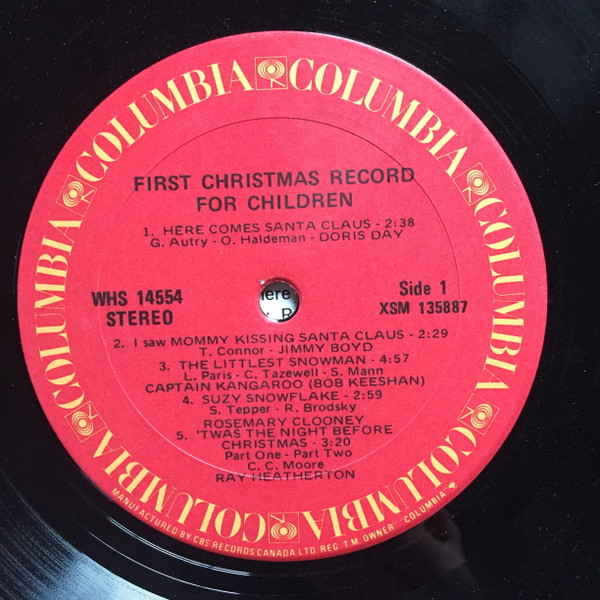 COLUMBIA COLUMBIA COLUMBIA COLUMBIA COLUMBIA COLUMBIA COLUMBIA COLUMBIA
FIRST CHRISTMAS RECORD
FOR CHILDREN
1. HERE COMES SANTA CLAUS - 2:38
G. Autry - O. Haldeman - DORIS DAY
WHS 14554
STEREO
Side 1
XSM 135887
here
R
2. I saw MOMMY KISSING SANTA CLAUS - 2:29
T. Connor - JIMMY BOYD
3. THE LITTLEST SNOWMAN - 4:57
L. Paris - C. Tazewell - S. Mann
CAPTAIN KANGAROO (BOB KEESHAN)
4. SUZY SNOWFLAKE - 2:59
S. Tepper - R. Brodsky
ROSEMARY CLOONEY
5. 'TWAS THE NIGHT BEFORE
CHRISTMAS - 3:20
Part One - Part Two
C. C. Moore
RAY HEATHERTON
MANUFACTURED BY CBS RECORDS CANADA LTD. REG. T.M. OWNER "COLUMBIA"